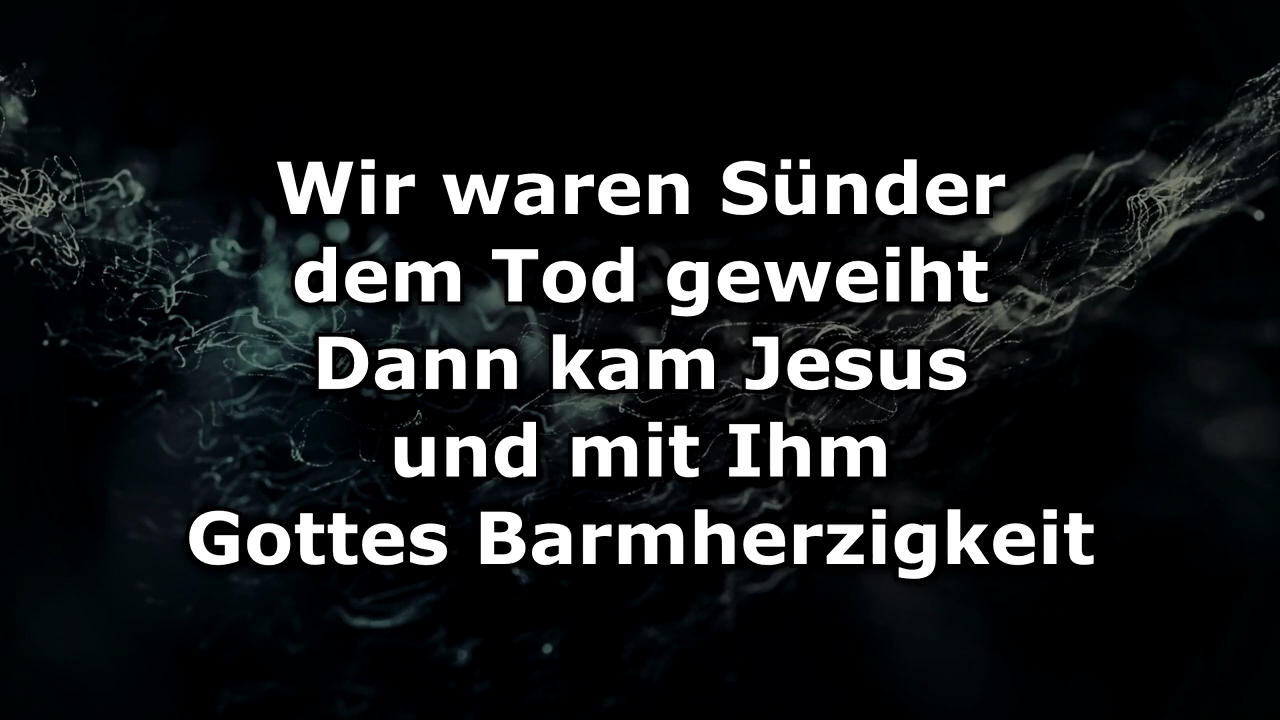 Wir waren Sünder
dem Tod geweiht
Dann kam Jesus
und mit Ihm
Gottes Barmherzigkeit